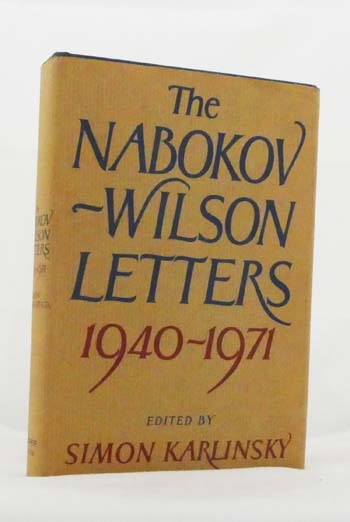 The
NABOKOV
~WILSON
LETTERS
1940~1971
EDITED BY
SIMON KARLINSKY